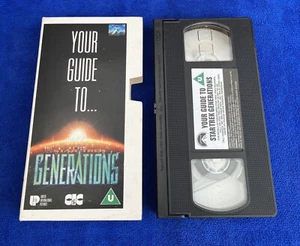 YOUR
GUIDE
TO...
GENERATIONS
CIC
U
U
YOUR GUIDE TO
STAR TREK GENERATIONS